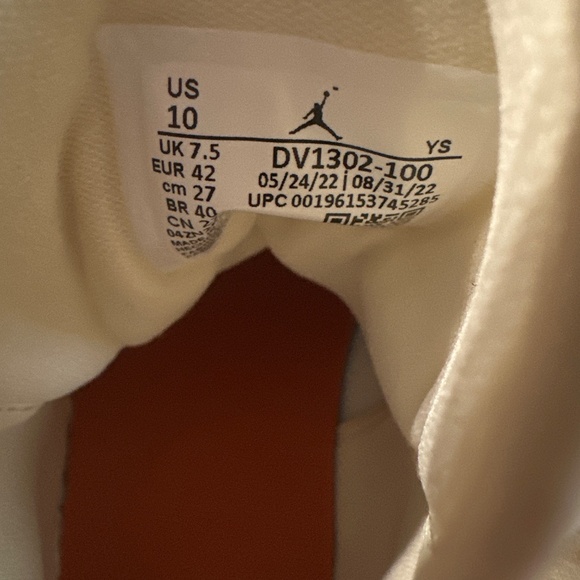 US
10
YS
UK 7.5
EUR 42
cm 27
BR 40
CN
DV1302-100
05/24/22 | 08/31/22
UPC 00196153745285